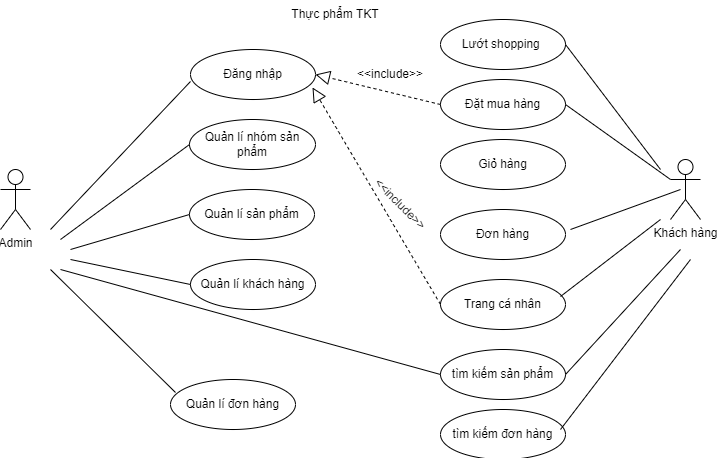 Thực phẩm TKT
Lướt shopping
Đăng nhập
<<include>>
Đặt mua hàng
Quản lí nhóm sản
phẩm
Giỏ hàng
<<include>>
Quản lí sản phẩm
Đơn hàng
Admin
Khách hàng
Quản lí khách hàng
Trang cá nhân
tìm kiếm sản phẩm
Quản lí đơn hàng
tìm kiếm đơn hàng